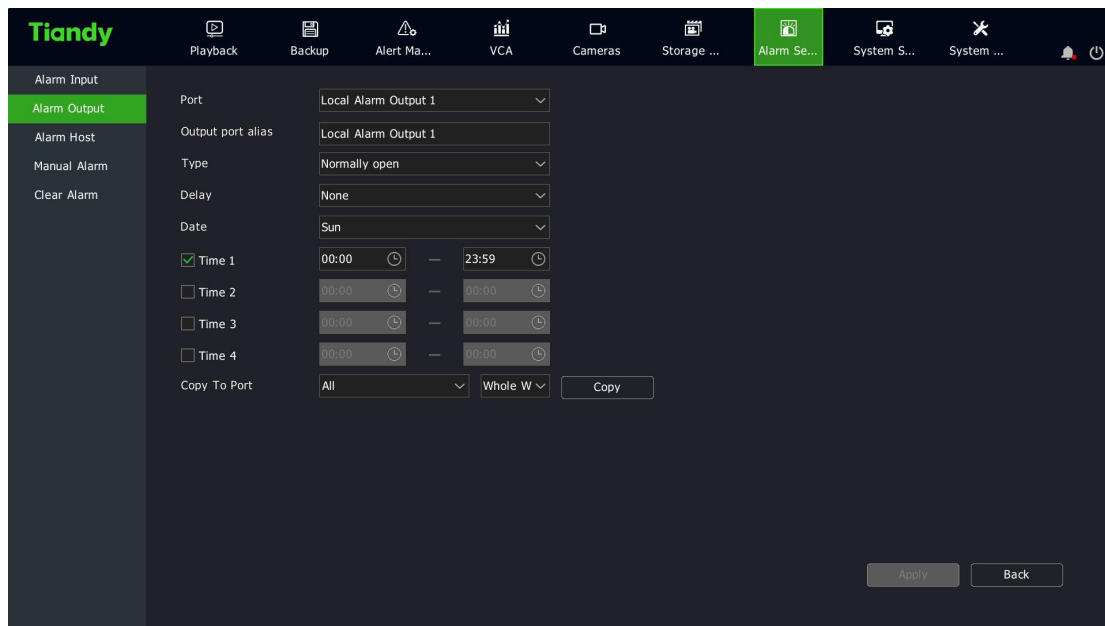 Tiandy
Playback Backup Alert Ma... VCA Cameras Storage ... Alarm Se... System S... System ...
Alarm Input
Alarm Output
Alarm Host
Manual Alarm
Clear Alarm
Port Local Alarm Output 1
Output port alias Local Alarm Output 1
Type Normally open
Delay None
Date Sun
Time 1 00:00 — 23:59
Time 2 00:00 — 00:00
Time 3 00:00 — 00:00
Time 4 00:00 — 00:00
Copy To Port All Whole W Copy
Apply Back